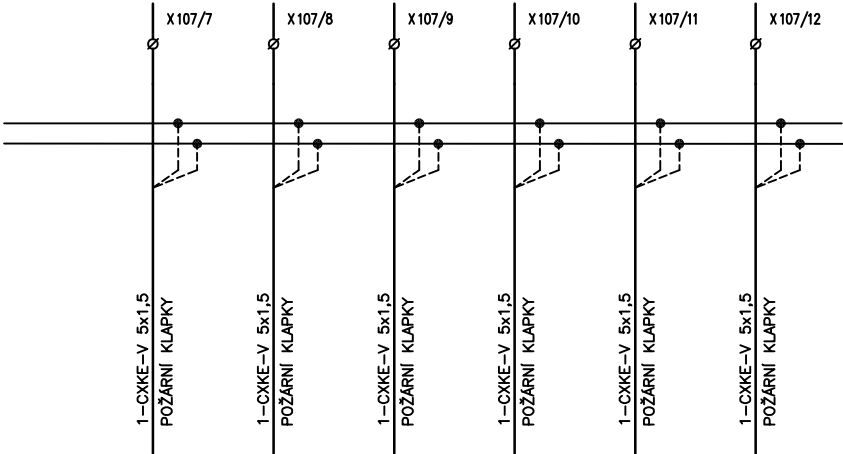 X107/7
X107/8
X107/9
X107/10
X107/11
X107/12
1-CXKE-V 5x1,5
POŽÁRNÍ KLAPKY
1-CXKE-V 5x1,5
POŽÁRNÍ KLAPKY
1-CXKE-V 5x1,5
POŽÁRNÍ KLAPKY
1-CXKE-V 5x1,5
POŽÁRNÍ KLAPKY
1-CXKE-V 5x1,5
POŽÁRNÍ KLAPKY
1-CXKE-V 5x1,5
POŽÁRNÍ KLAPKY